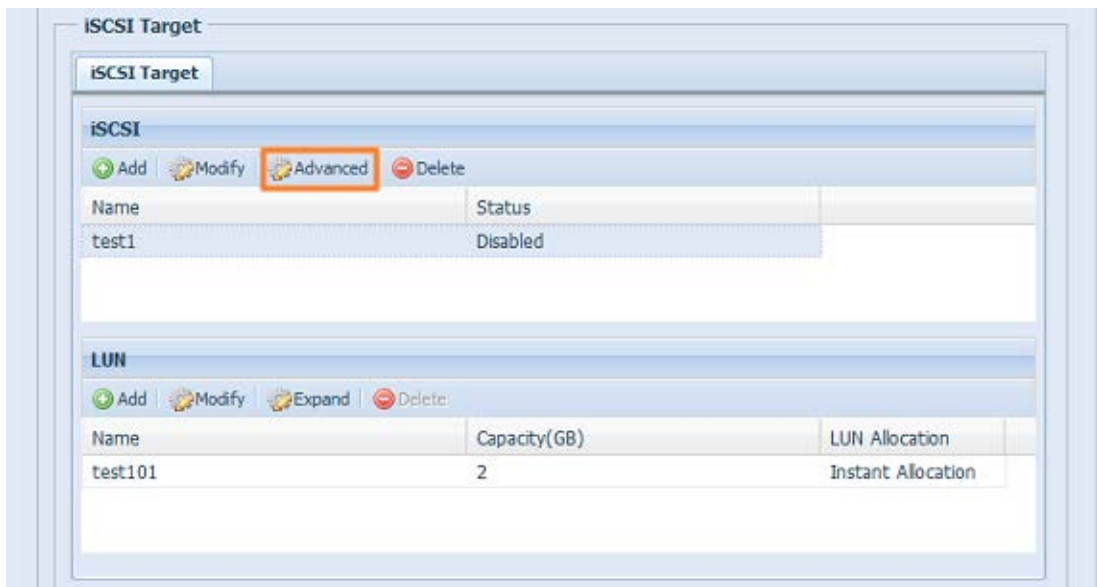 iSCSI Target
iSCSI Target
iSCSI
Add Modify Advanced Delete
Name Status
test1 Disabled
LUN
Add Modify Expand Delete
Name Capacity(GB) LUN Allocation
test101 2 Instant Allocation